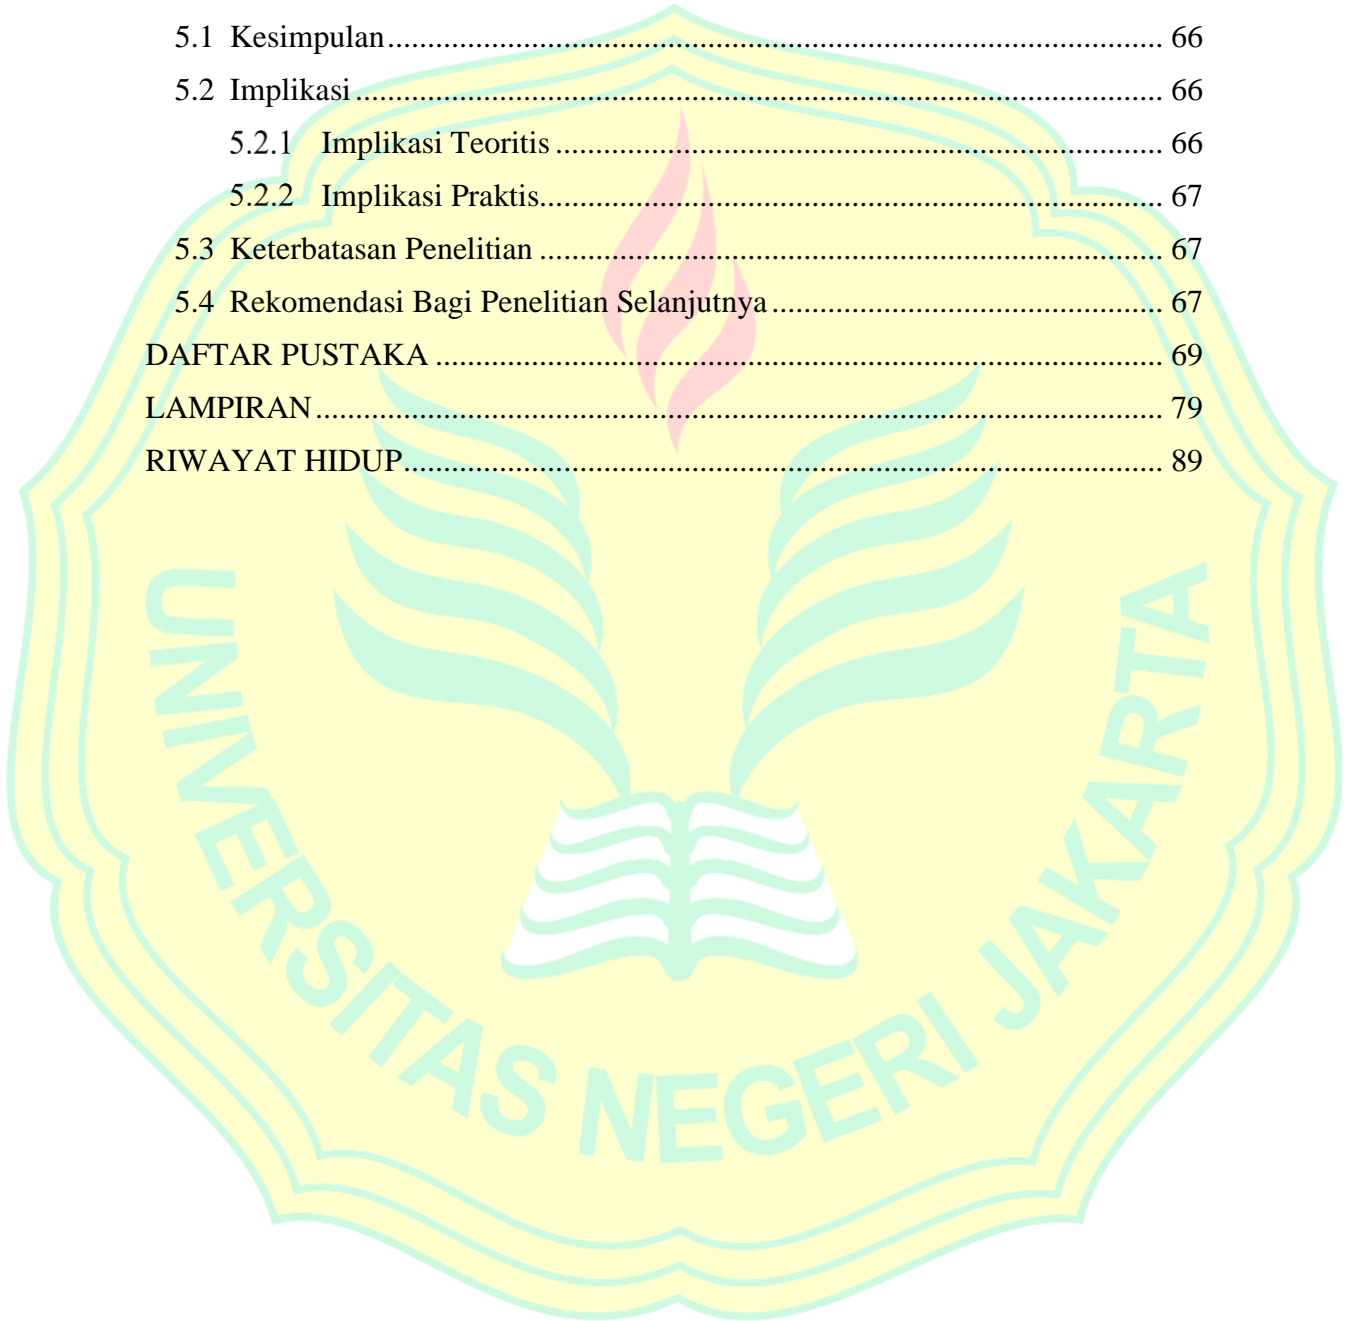 5.1 Kesimpulan.................................................................................................. 66
5.2 Implikasi...................................................................................................... 66
5.2.1 Implikasi Teoritis............................................................................. 66
5.2.2 Implikasi Praktis............................................................................... 67
5.3 Keterbatasan Penelitian............................................................................... 67
5.4 Rekomendasi Bagi Penelitian Selanjutnya.................................................. 67
DAFTAR PUSTAKA............................................................................................ 69
LAMPIRAN........................................................................................................... 79
RIWAYAT HIDUP................................................................................................ 89
UNIVERSITAS NEGERI JAKARTA